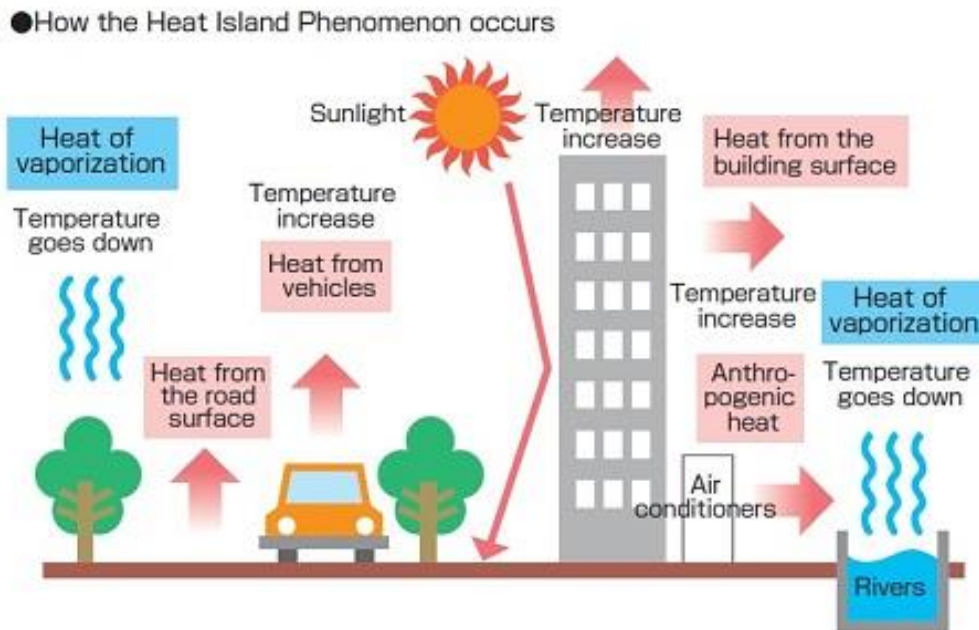 ●How the Heat Island Phenomenon occurs
Sunlight
Temperature
increase
Heat of
vaporization
Heat from the
building surface
Temperature
increase
Temperature
goes down
Heat from
vehicles
Temperature
increase
Heat of
vaporization
Heat from
the road
surface
Anthro-
pogenic
heat
Temperature
goes down
Air
conditioners
Rivers